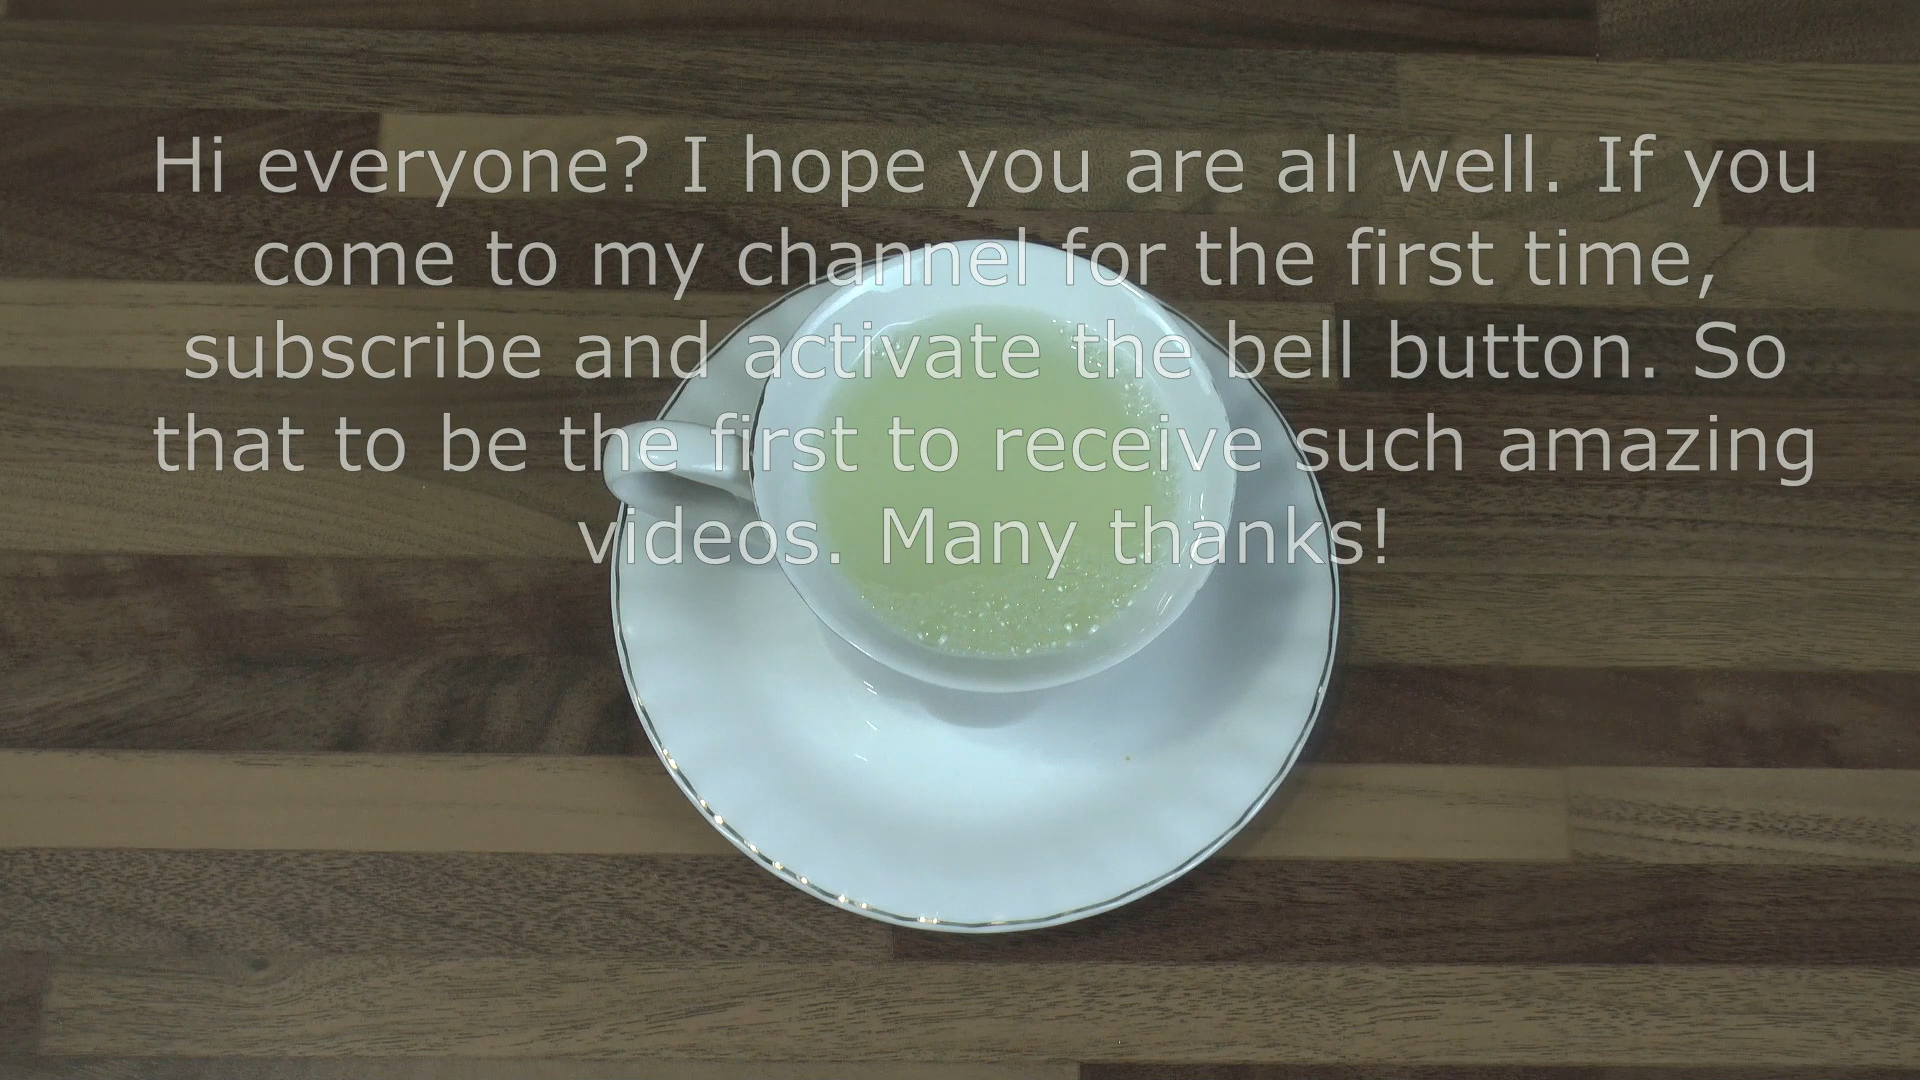 Hi everyone? I hope you are all well. If you
come to my channel for the first time,
subscribe and activate the bell button. So
that to be the first to receive such amazing
videos. Many thanks!